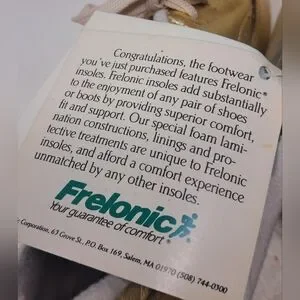 Congratulations, the footwear
you've just purchased features Frelonic®
insoles. Frelonic insoles add substantially
to the enjoyment of any pair of shoes
or boots by providing superior comfort,
fit and support. Our special foam lami-
nation constructions, linings and pro-
tective treatments are unique to Frelonic
insoles, and afford a comfort experience
unmatched by any other insoles.
Frelonic
Your guarantee of comfort
Corporation, 63 Grove St., P.O. Box 169, Salem, MA 01970 (508) 744-0300